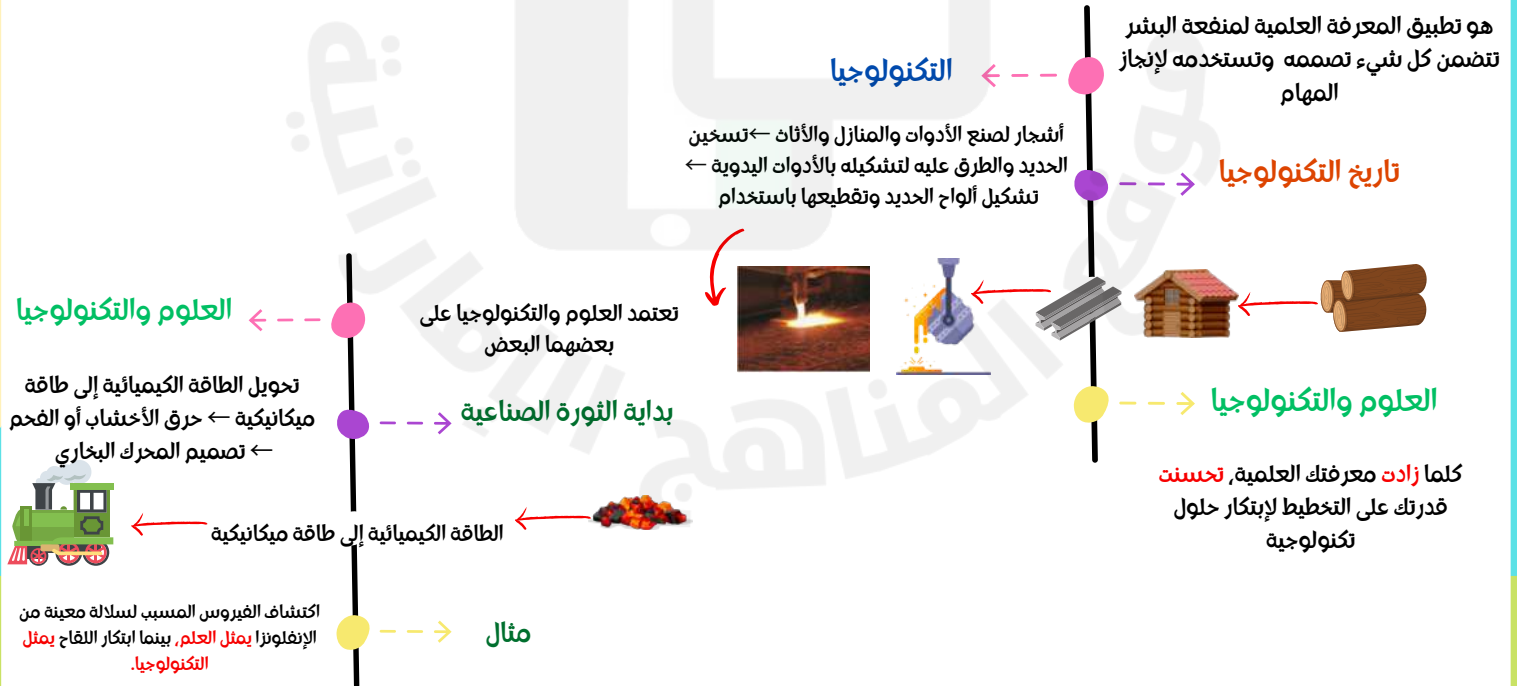 هو تطبيق المعرفة العلمية لمنفعة البشر
تتضمن كل شيء تصممه وتستخدمه لإنجاز
المهام
التكنولوجيا
أشجار لصنع الأدوات والمنازل والأثاث ←تسخين
الحديد والطرق عليه لتشكيله بالأدوات اليدوية ←
تشكيل ألواح الحديد وتقطيعها باستخدام
تاريخ التكنولوجيا
العلوم والتكنولوجيا
كلما زادت معرفتك العلمية, تحسنت
قدرتك على التخطيط لإبتكار حلول
تكنولوجية
تعتمد العلوم والتكنولوجيا على
بعضهما البعض
العلوم والتكنولوجيا
بداية الثورة الصناعية
تحويل الطاقة الكيميائية إلى طاقة
ميكانيكية ← حرق الأخشاب أو الفحم
← تصميم المحرك البخاري
الطاقة الكيميائية إلى طاقة ميكانيكية
مثال
اكتشاف الفيروس المسبب لسلالة معينة من
الإنفلونزا يمثل العلم, بينما ابتكار اللقاح يمثل
التكنولوجيا.
موقع المناهج الإماراتية